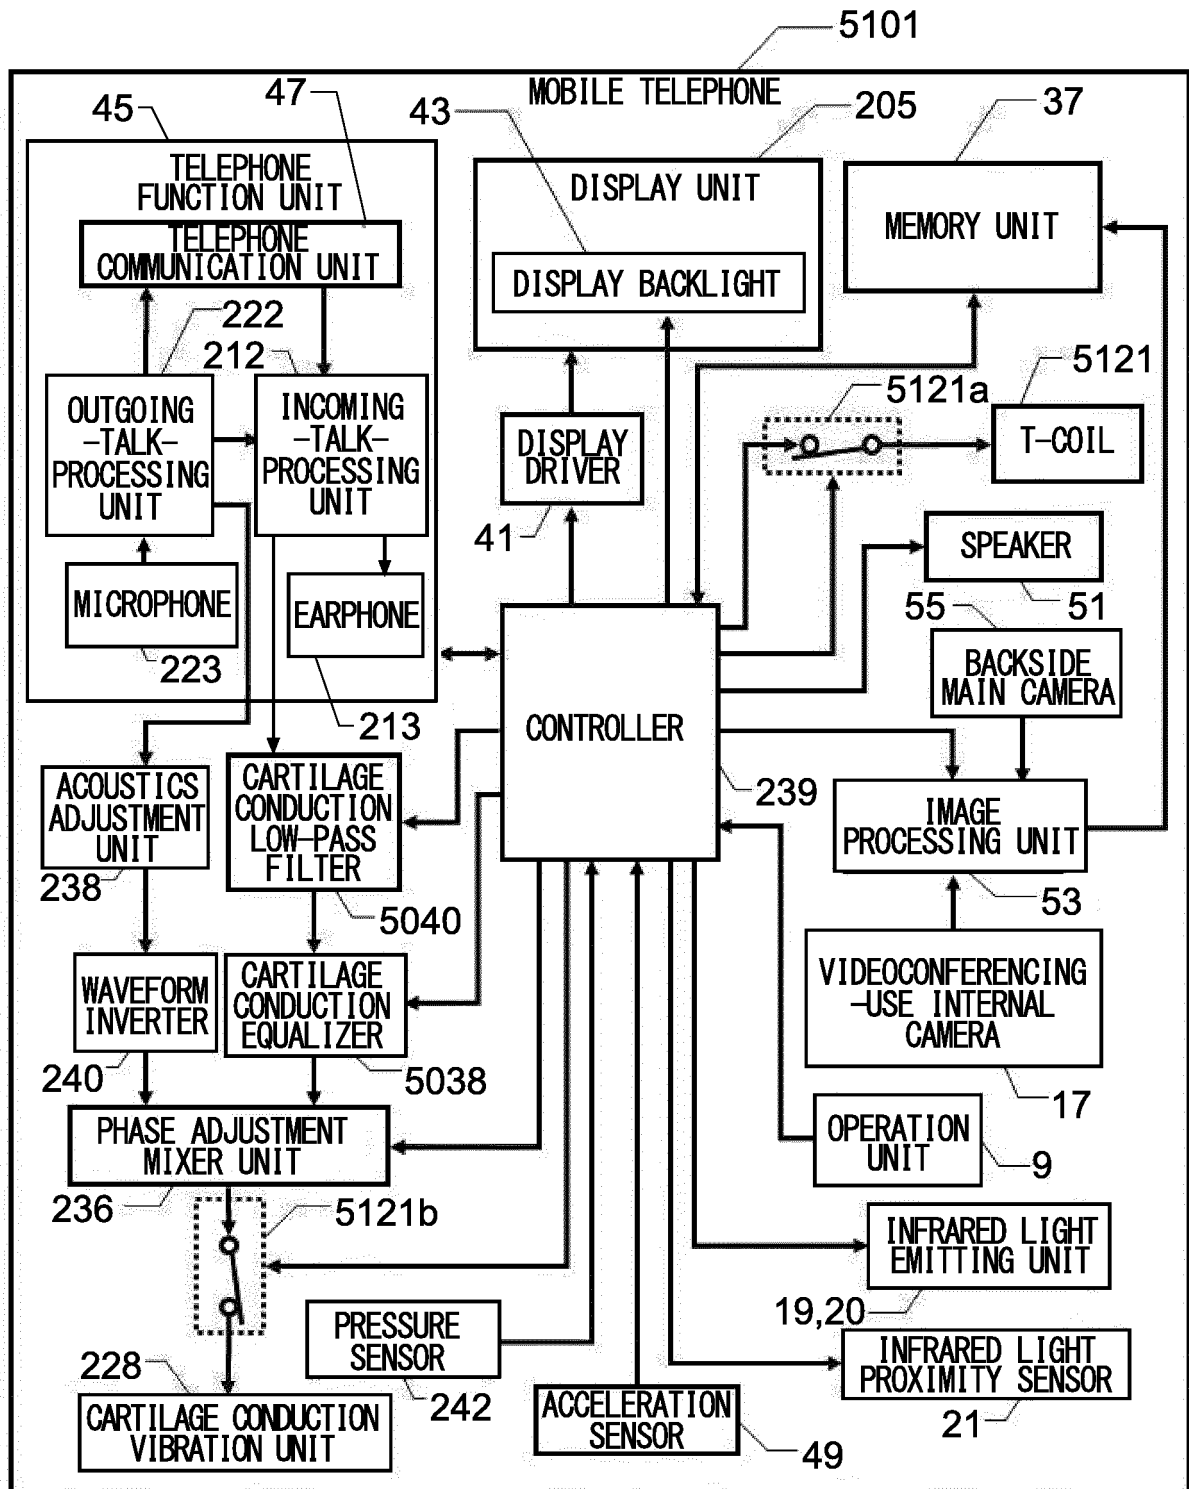 5101
MOBILE TELEPHONE
45
47
43
205
37
TELEPHONE
FUNCTION UNIT
TELEPHONE
COMMUNICATION UNIT
DISPLAY UNIT
DISPLAY BACKLIGHT
MEMORY UNIT
222
212
OUTGOING
-TALK-
PROCESSING
UNIT
INCOMING
-TALK-
PROCESSING
UNIT
5121a
5121
DISPLAY
DRIVER
41
T-COIL
MICROPHONE
223
EARPHONE
213
SPEAKER
51
55
BACKSIDE
MAIN CAMERA
CONTROLLER
239
ACOUSTICS
ADJUSTMENT
UNIT
238
CARTILAGE
CONDUCTION
LOW-PASS
FILTER
5040
IMAGE
PROCESSING UNIT
53
WAVEFORM
INVERTER
240
CARTILAGE
CONDUCTION
EQUALIZER
5038
VIDEOCONFERENCING
-USE INTERNAL
CAMERA
17
PHASE ADJUSTMENT
MIXER UNIT
236
OPERATION
UNIT
9
5121b
INFRARED LIGHT
EMITTING UNIT
19,20
PRESSURE
SENSOR
242
INFRARED LIGHT
PROXIMITY SENSOR
21
228
CARTILAGE CONDUCTION
VIBRATION UNIT
ACCELERATION
SENSOR
49